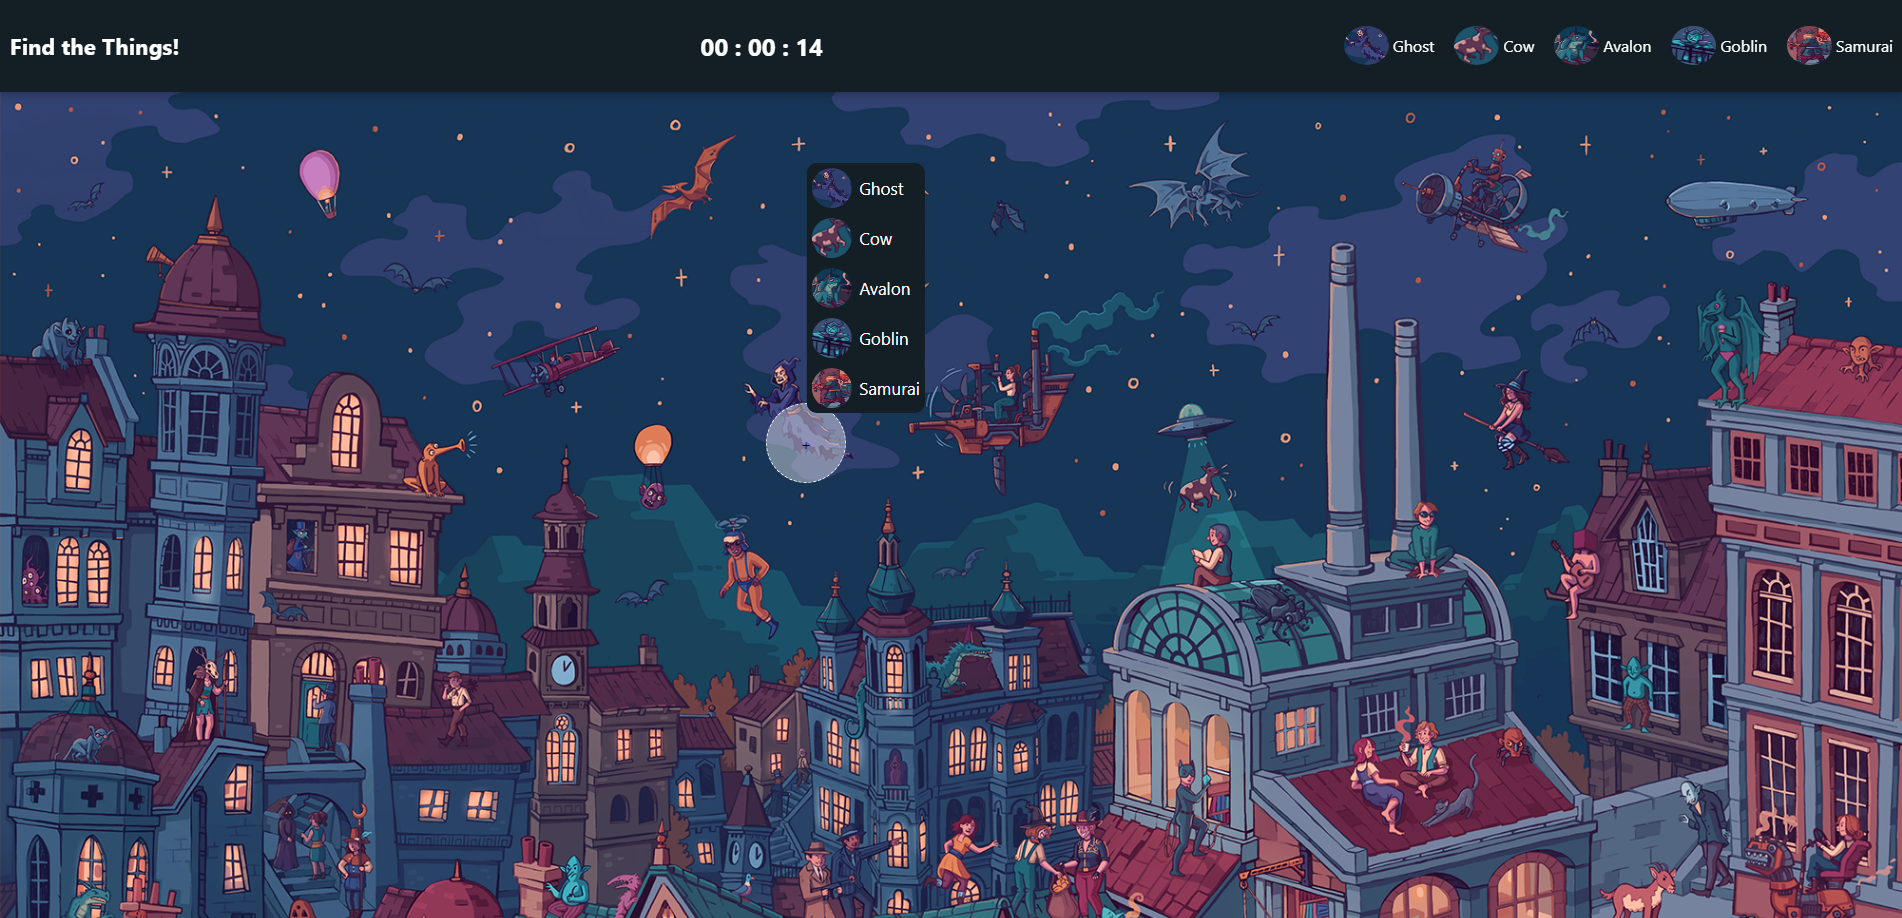 Find the Things!
00 : 00 : 14
Ghost
Cow
Avalon
Goblin
Samurai
Ghost
Cow
Avalon
Goblin
Samurai